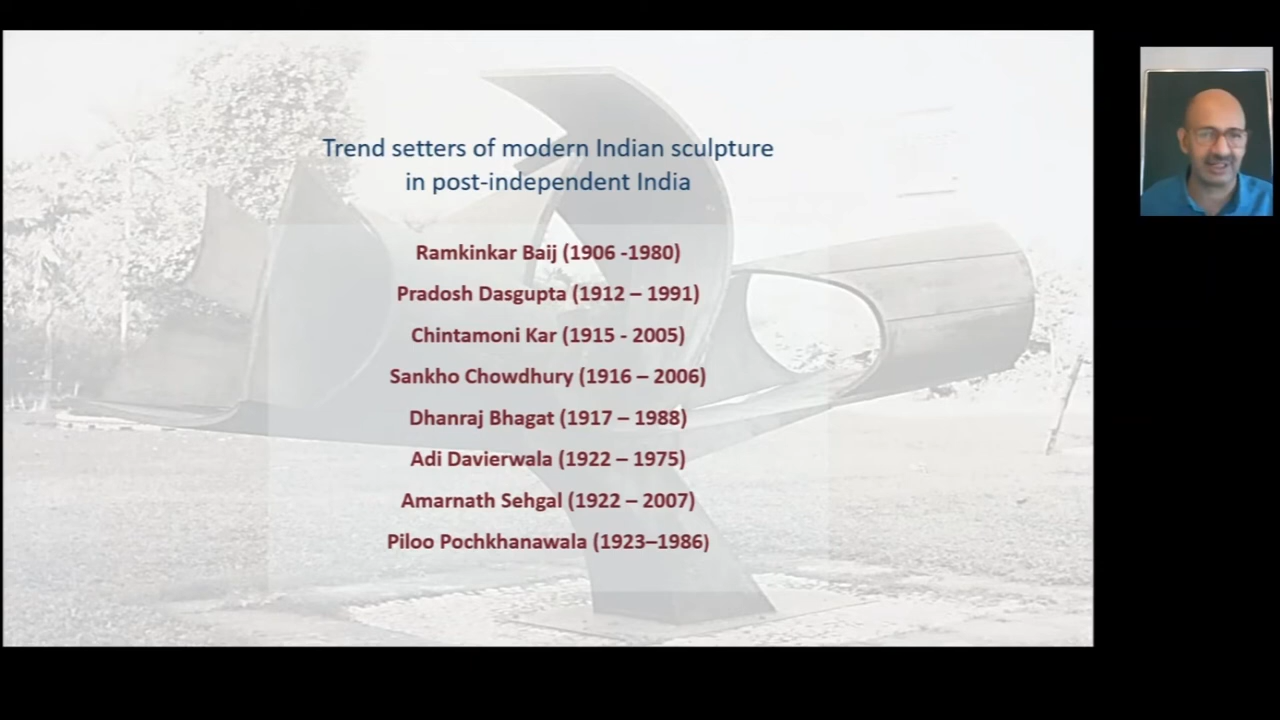 Trend setters of modern Indian sculpture
in post-independent India
Ramkinkar Baij (1906 -1980)
Pradosh Dasgupta (1912 – 1991)
Chintamoni Kar (1915 - 2005)
Sankho Chowdhury (1916 – 2006)
Dhanraj Bhagat (1917 – 1988)
Adi Davierwala (1922 – 1975)
Amarnath Sehgal (1922 – 2007)
Piloo Pochkhanawala (1923–1986)